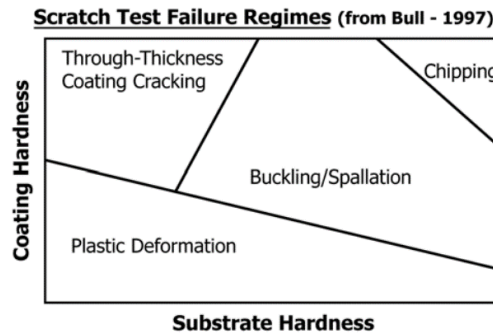 Scratch Test Failure Regimes (from Bull - 1997)
Through-Thickness
Coating Cracking
Chipping
Buckling/Spallation
Plastic Deformation
Coating Hardness
Substrate Hardness